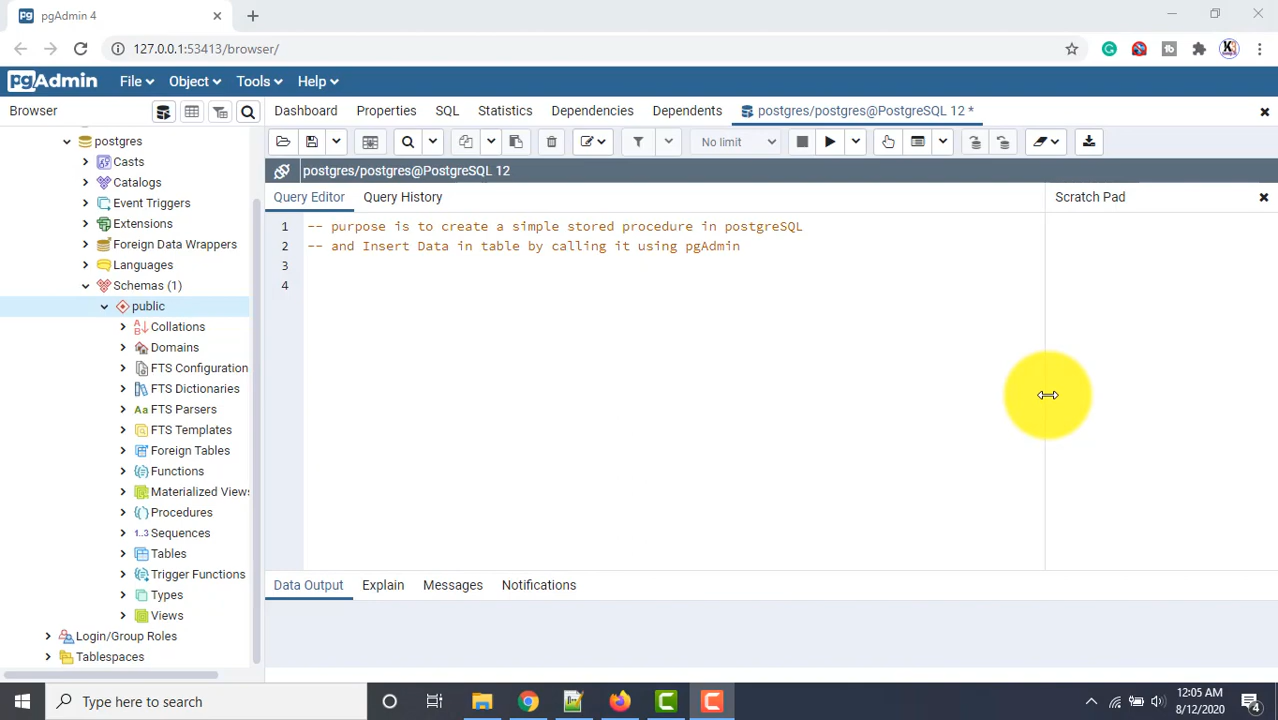 pgAdmin 4
127.0.0.1:53413/browser/
pgAdmin File Object Tools Help
Browser
Dashboard Properties SQL Statistics Dependencies Dependents postgres/postgres@PostgreSQL 12 *
No limit
postgres/postgres@PostgreSQL 12
Query Editor Query History
Scratch Pad
1 -- purpose is to create a simple stored procedure in postgreSQL
2 -- and Insert Data in table by calling it using pgAdmin
3
4
postgres
Casts
Catalogs
Event Triggers
Extensions
Foreign Data Wrappers
Languages
Schemas (1)
public
Collations
Domains
FTS Configuration
FTS Dictionaries
Aa FTS Parsers
FTS Templates
Foreign Tables
Functions
Materialized Views
Procedures
1..3 Sequences
Tables
Trigger Functions
Types
Views
Login/Group Roles
Tablespaces
Data Output Explain Messages Notifications
Type here to search
12:05 AM
8/12/2020
4